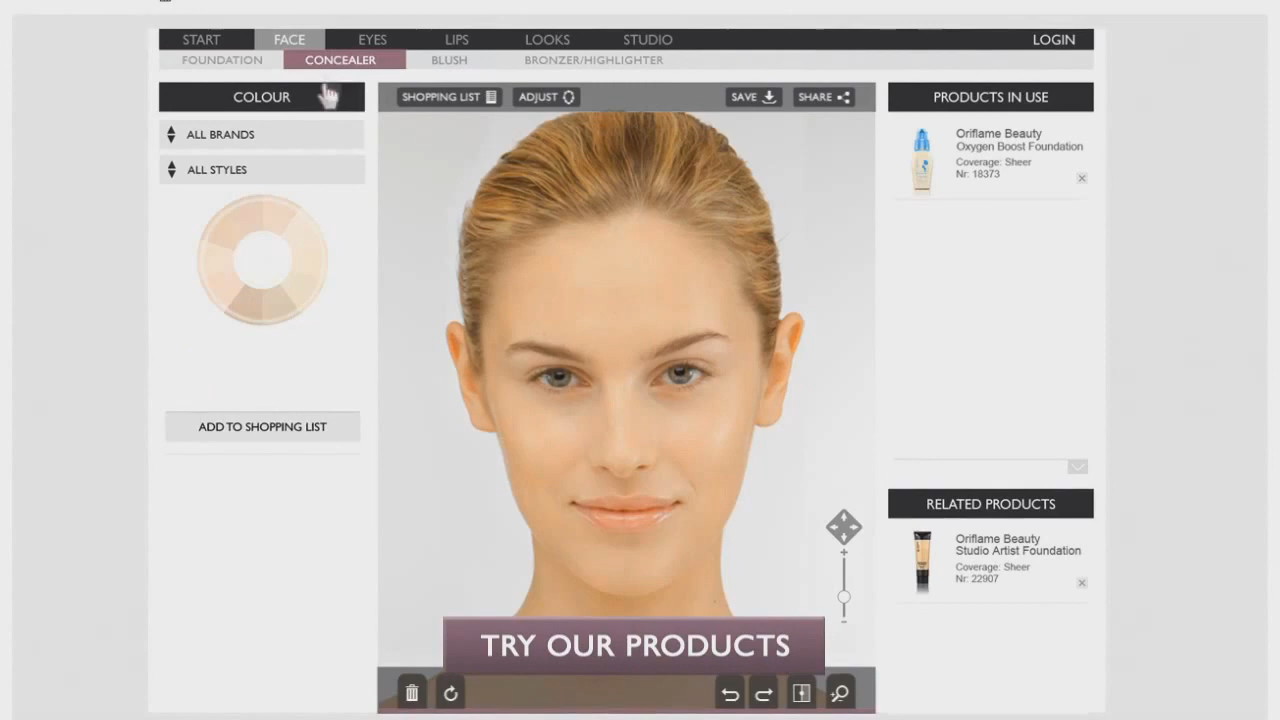 START FACE EYES LIPS LOOKS STUDIO LOGIN
FOUNDATION CONCEALER BLUSH BRONZER/HIGHLIGHTER
COLOUR
ALL BRANDS
ALL STYLES
ADD TO SHOPPING LIST
SHOPPING LIST ADJUST SAVE SHARE
TRY OUR PRODUCTS
PRODUCTS IN USE
Oriflame Beauty
Oxygen Boost Foundation
Coverage: Sheer
Nr: 18373
RELATED PRODUCTS
Oriflame Beauty
Studio Artist Foundation
Coverage: Sheer
Nr: 22907